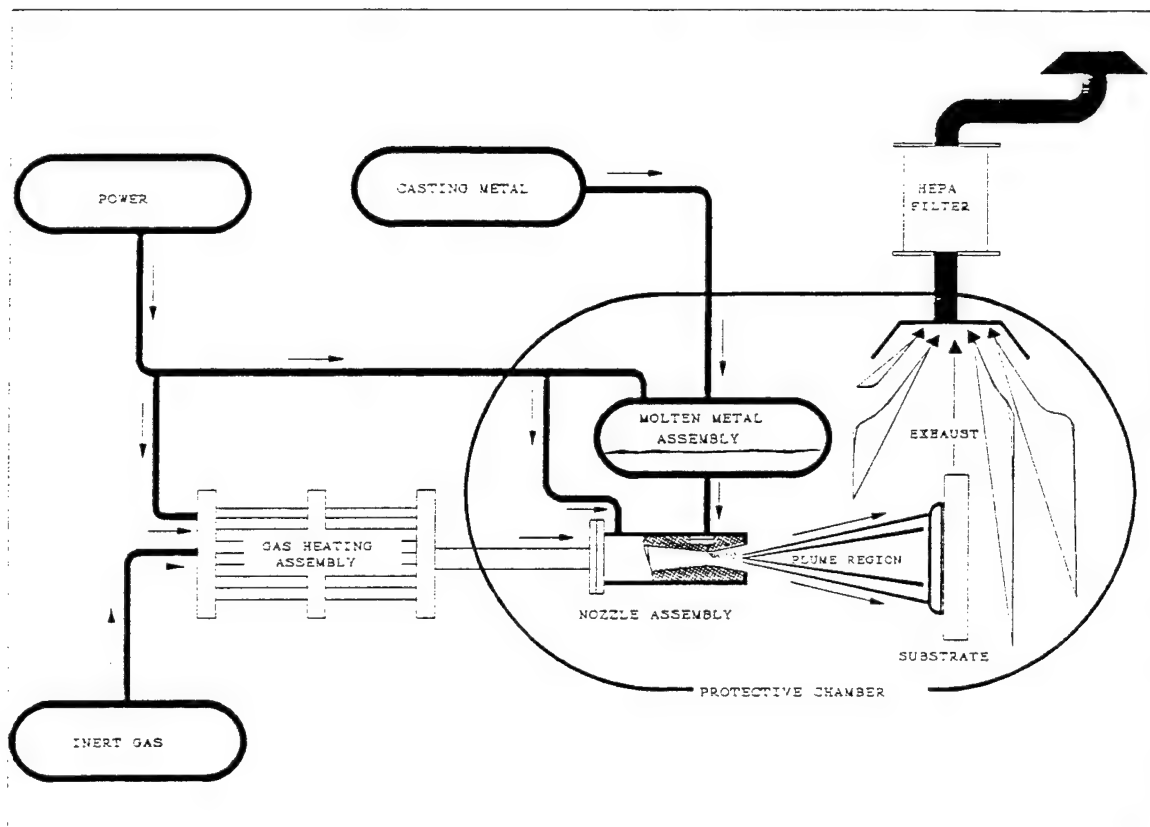 POWER
CASTING METAL
HEPA
FILTER
MOLTEN METAL
ASSEMBLY
EXHAUST
GAS HEATING
ASSEMBLY
PLUME REGION
NOZZLE ASSEMBLY
SUBSTRATE
PROTECTIVE CHAMBER
INERT GAS